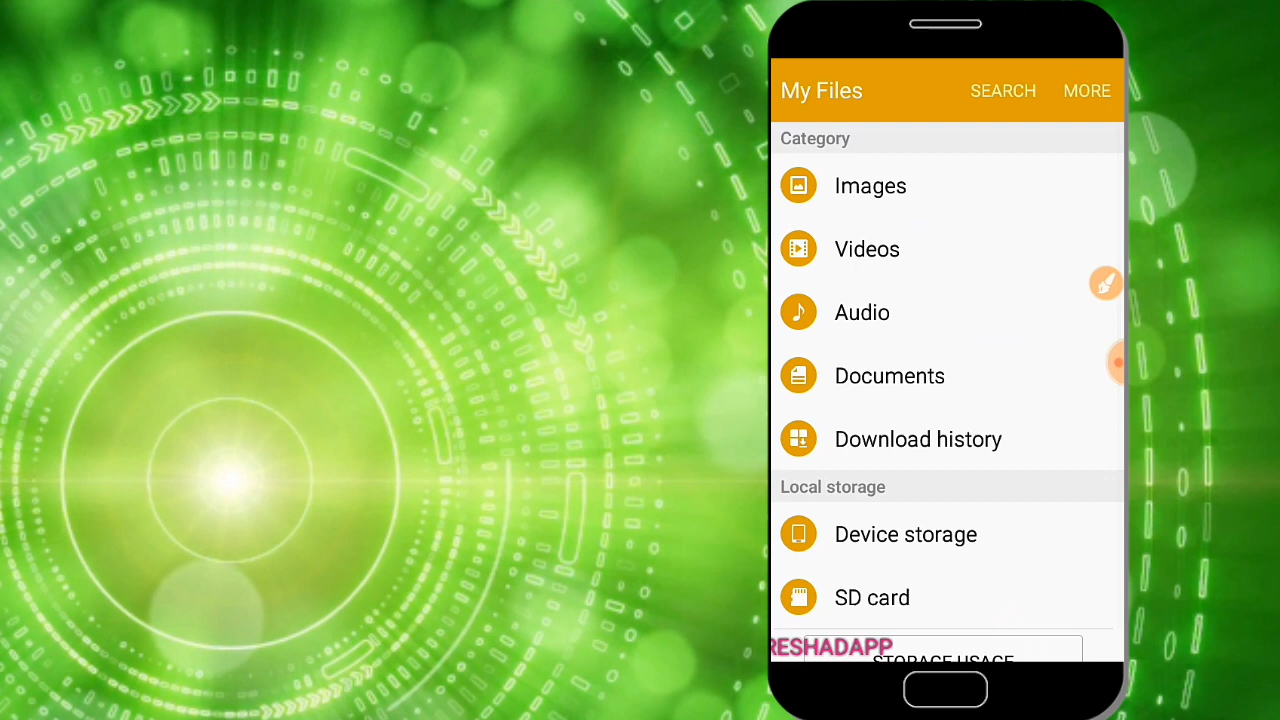 My Files SEARCH MORE
Category
Images
Videos
Audio
Documents
Download history
Local storage
Device storage
SD card
RESHADAPP
STORAGE USAGE